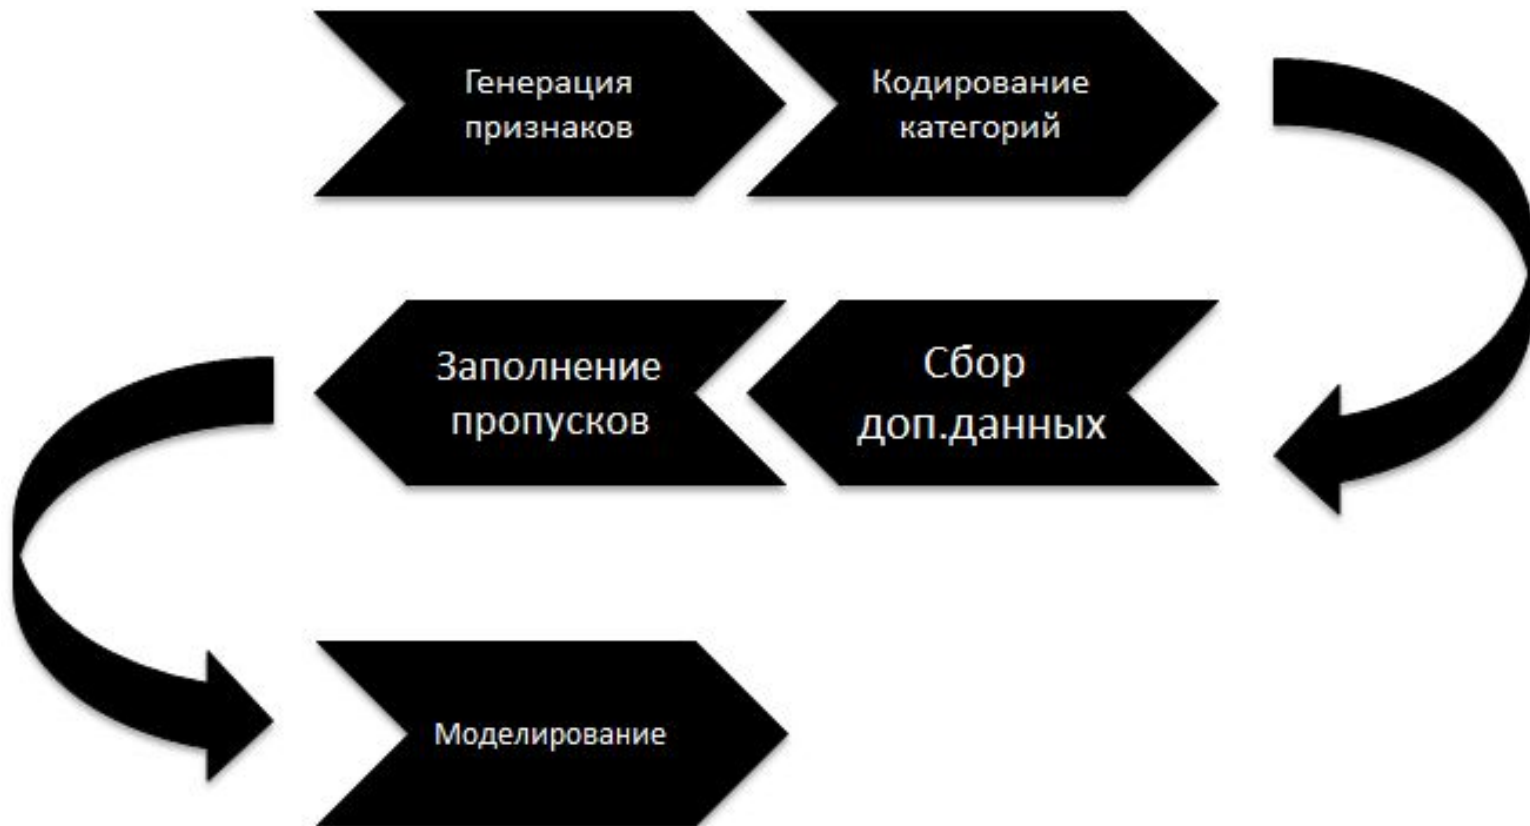 Генерация
признаков
Кодирование
категорий
Сбор
доп.данных
Заполнение
пропусков
Моделирование